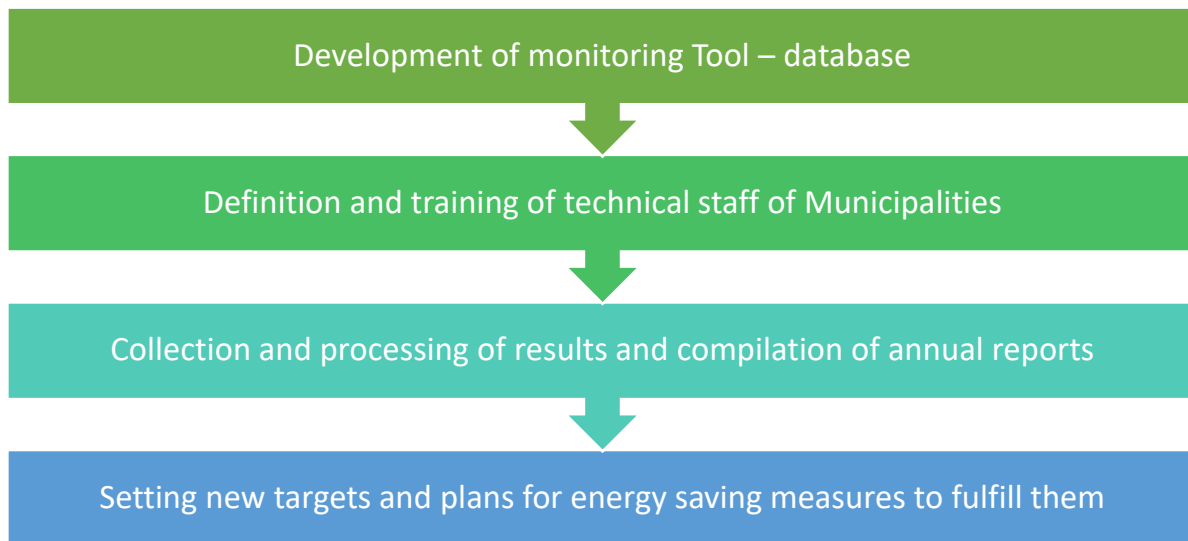 Development of monitoring Tool – database
Definition and training of technical staff of Municipalities
Collection and processing of results and compilation of annual reports
Setting new targets and plans for energy saving measures to fulfill them